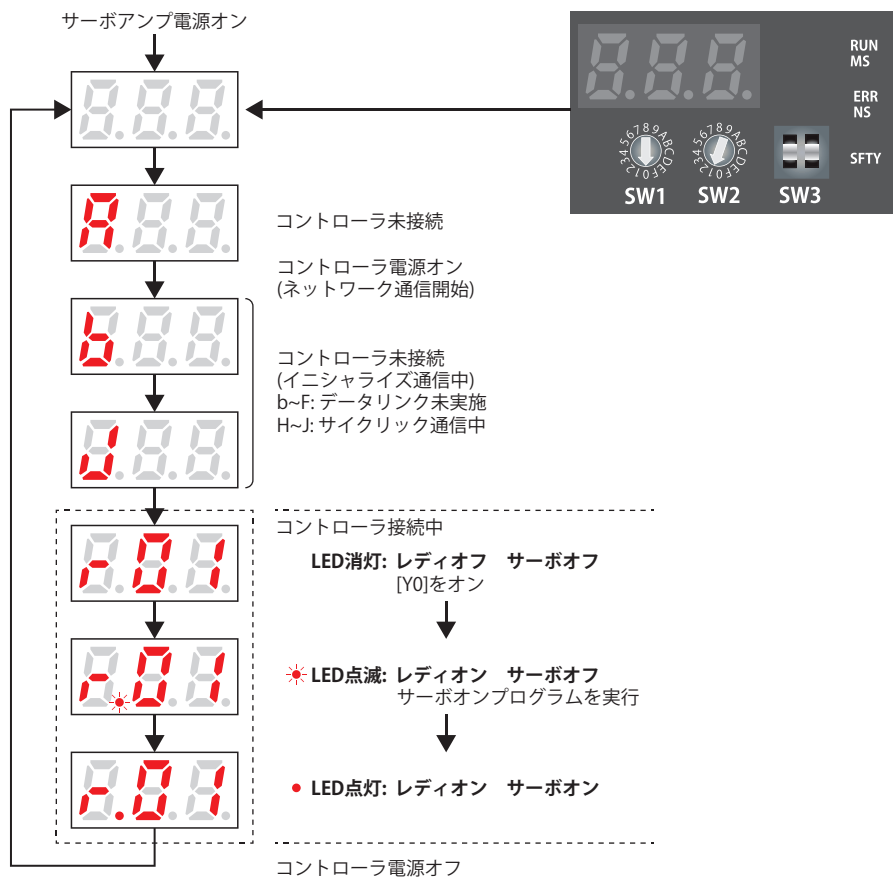 サーボアンプ電源オン
8.8.8.
RUN
MS
ERR
NS
SFTY
SW1 SW2 SW3
A
コントローラ未接続
コントローラ電源オン
(ネットワーク通信開始)
b
コントローラ未接続
(イニシャライズ通信中)
b~F: データリンク未実施
H~J: サイクリック通信中
J
コントローラ接続中
r 01
LED消灯: レディオフ サーボオフ
[Y0]をオン
r.01
LED点滅: レディオン サーボオフ
サーボオンプログラムを実行
r.01
LED点灯: レディオン サーボオン
コントローラ電源オフ